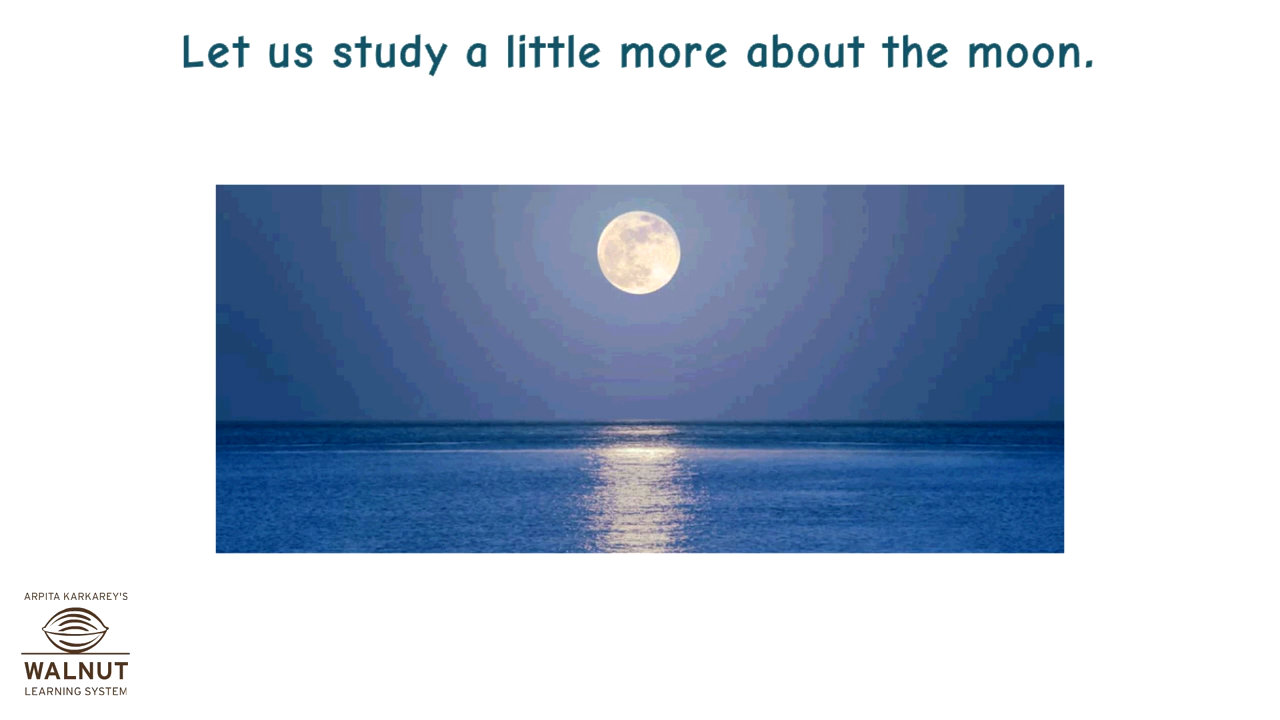 Let us study a little more about the moon.
ARPITA KARKAREY'S
WALNUT
LEARNING SYSTEM